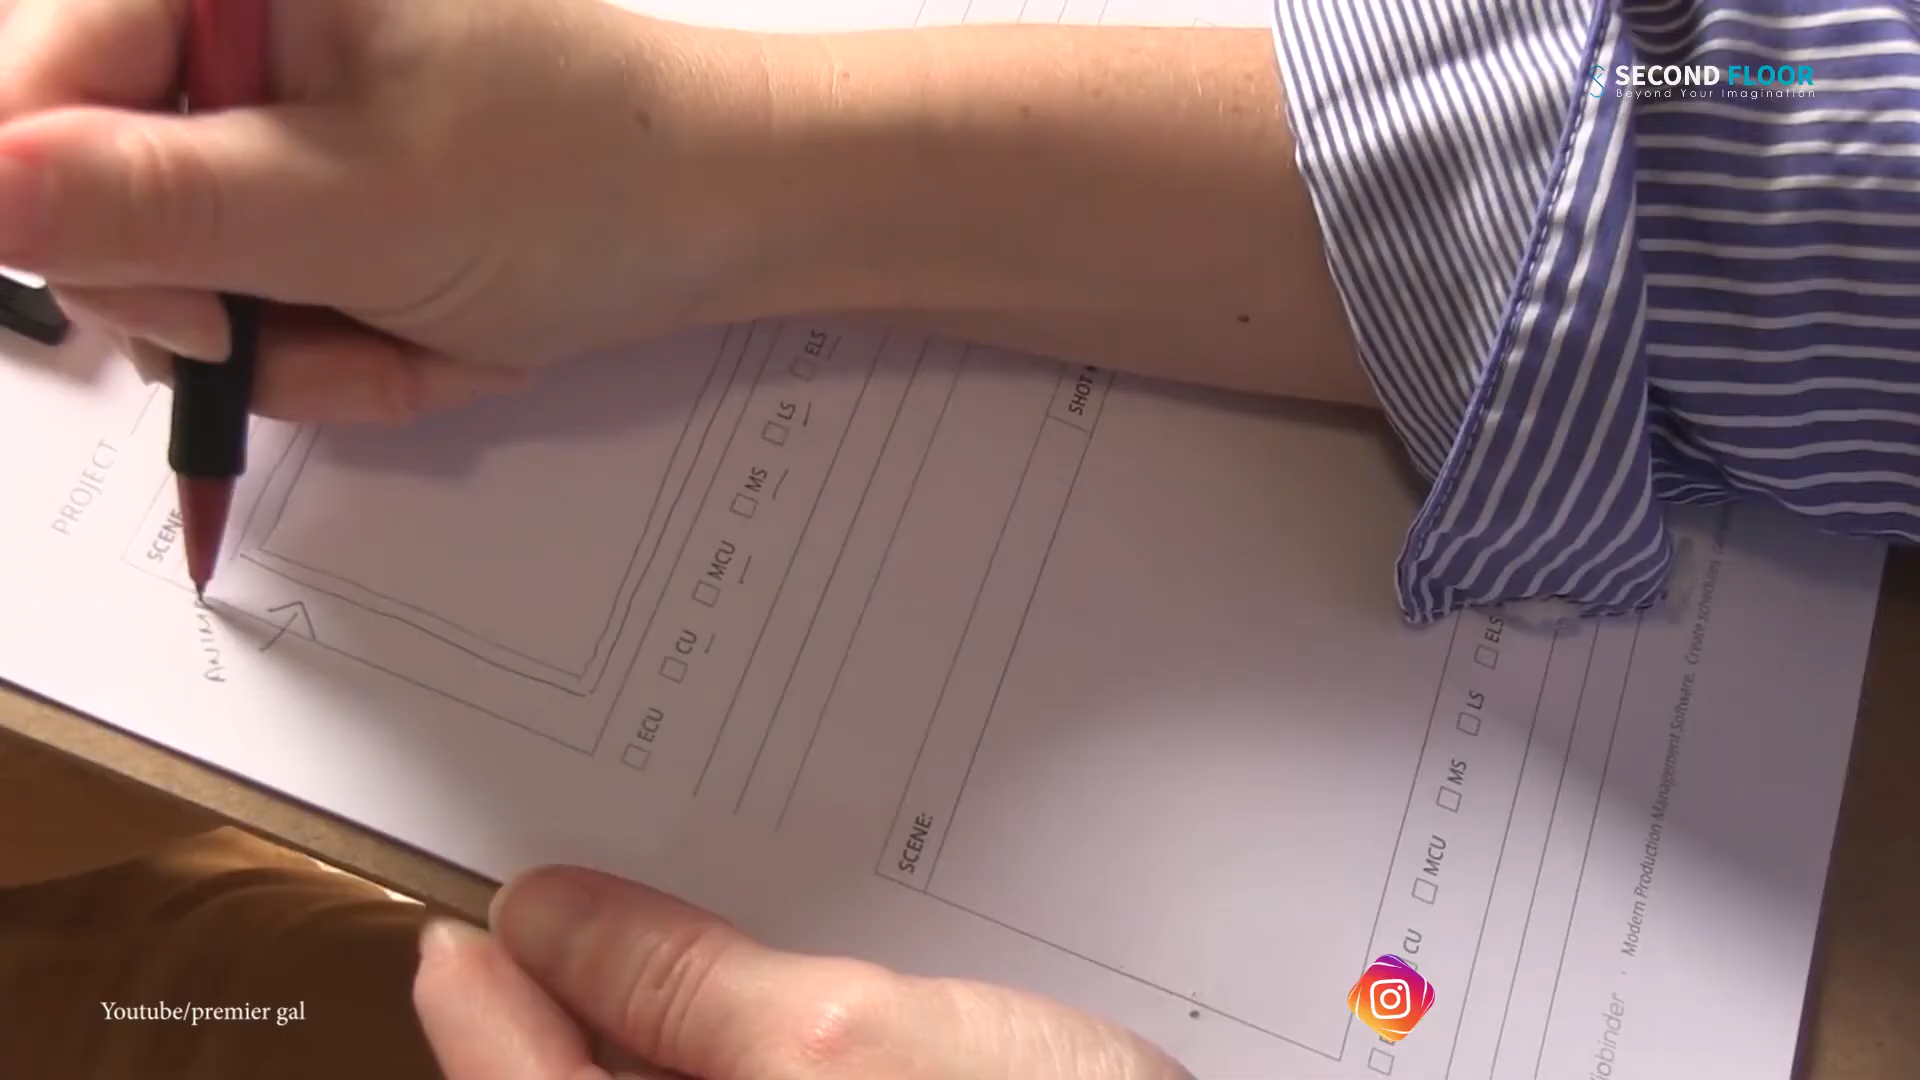 SECOND FLOOR
Beyond Your Imagination
PROJECT
SCENE
ANIM
ECU CU MCU MS LS ELS
SCENE:
SHOT
CU MCU MS LS ELS
Modern Production Management Software. Create schedules
Youtube/premier gal